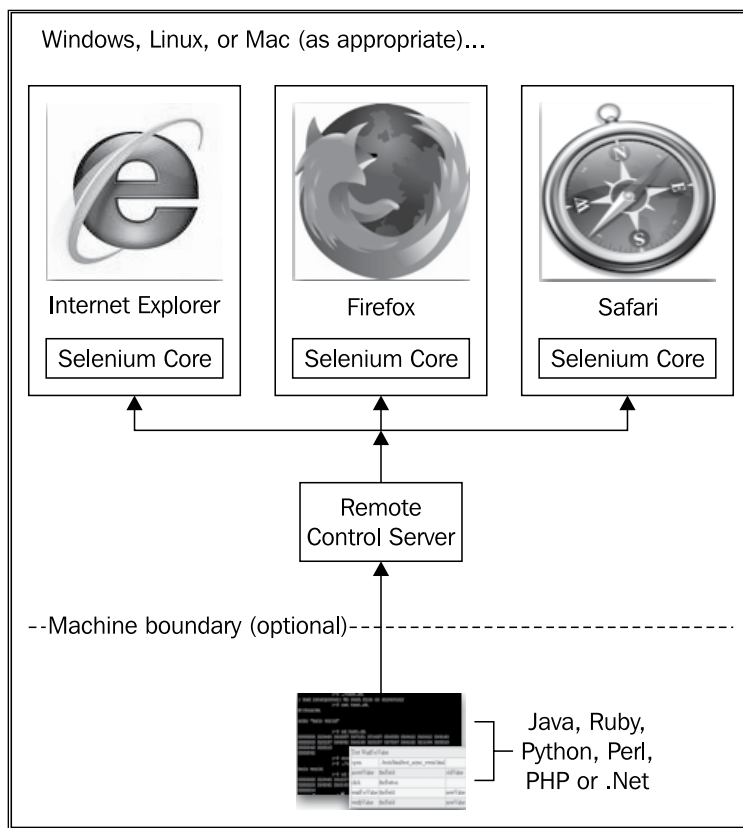 Windows, Linux, or Mac (as appropriate)...
N
E
S
W
Internet Explorer
Firefox
Safari
Selenium Core
Selenium Core
Selenium Core
Remote
Control Server
Machine boundary (optional)
Java, Ruby,
Python, Perl,
PHP or .Net